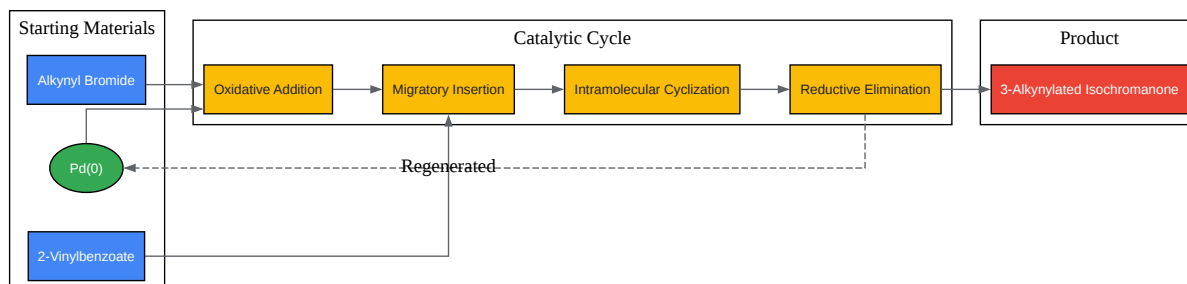 Starting Materials
Alkynyl Bromide
Pd(0)
2-Vinylbenzoate
Catalytic Cycle
Oxidative Addition
Migratory Insertion
Intramolecular Cyclization
Reductive Elimination
Regenerated
Product
3-Alkynylated Isochromanone